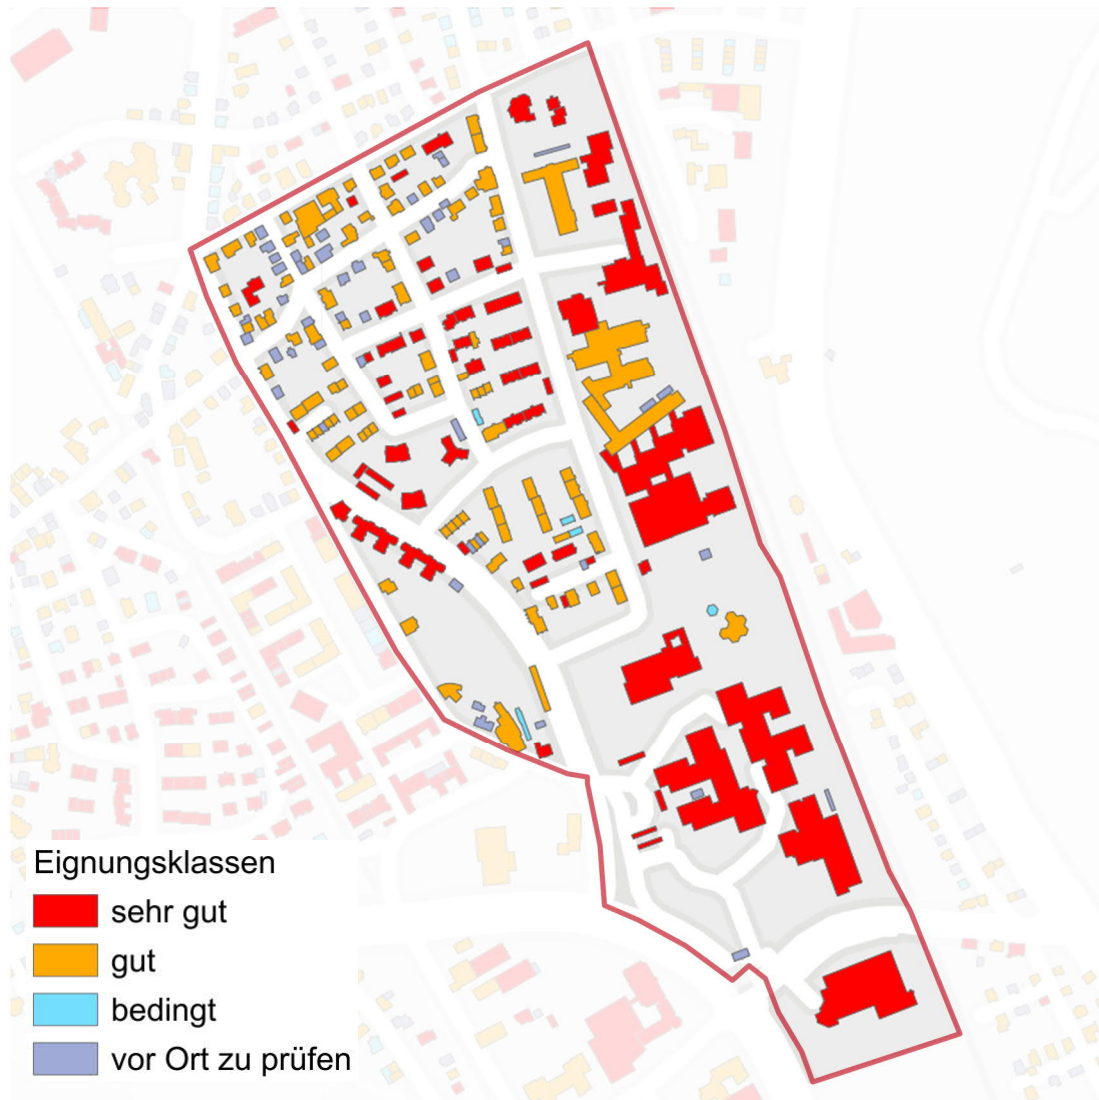 Eignungsklassen
sehr gut
gut
bedingt
vor Ort zu prüfen